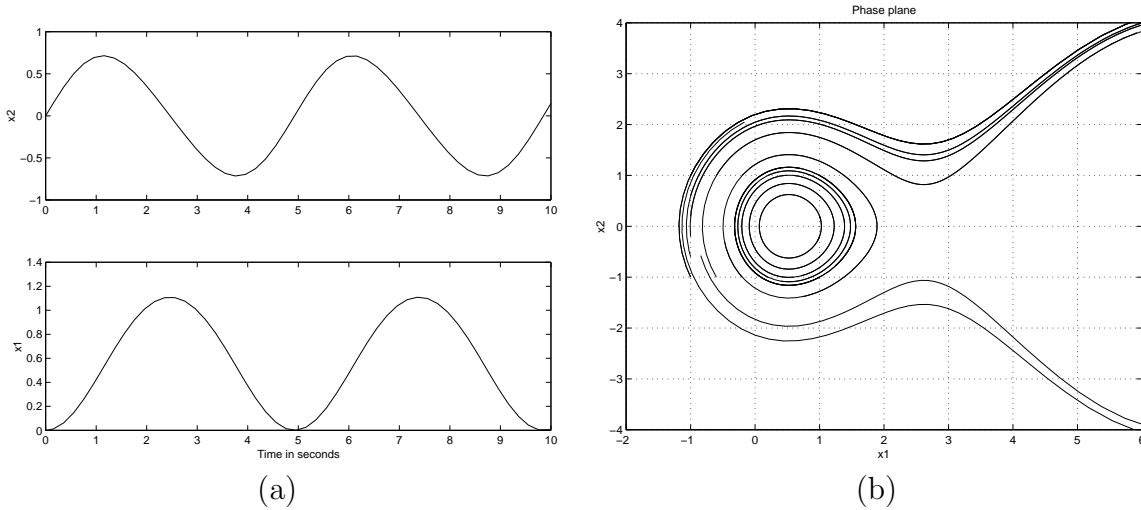 1
0.5
0
−0.5
−1
x2
0 1 2 3 4 5 6 7 8 9 10
1.4
1.2
1
0.8
0.6
0.4
0.2
0
x1
0 1 2 3 4 5 6 7 8 9 10
Time in seconds
(a)
Phase plane
4
3
2
1
0
−1
−2
−3
−4
x2
−2 −1 0 1 2 3 4 5 6
x1
(b)